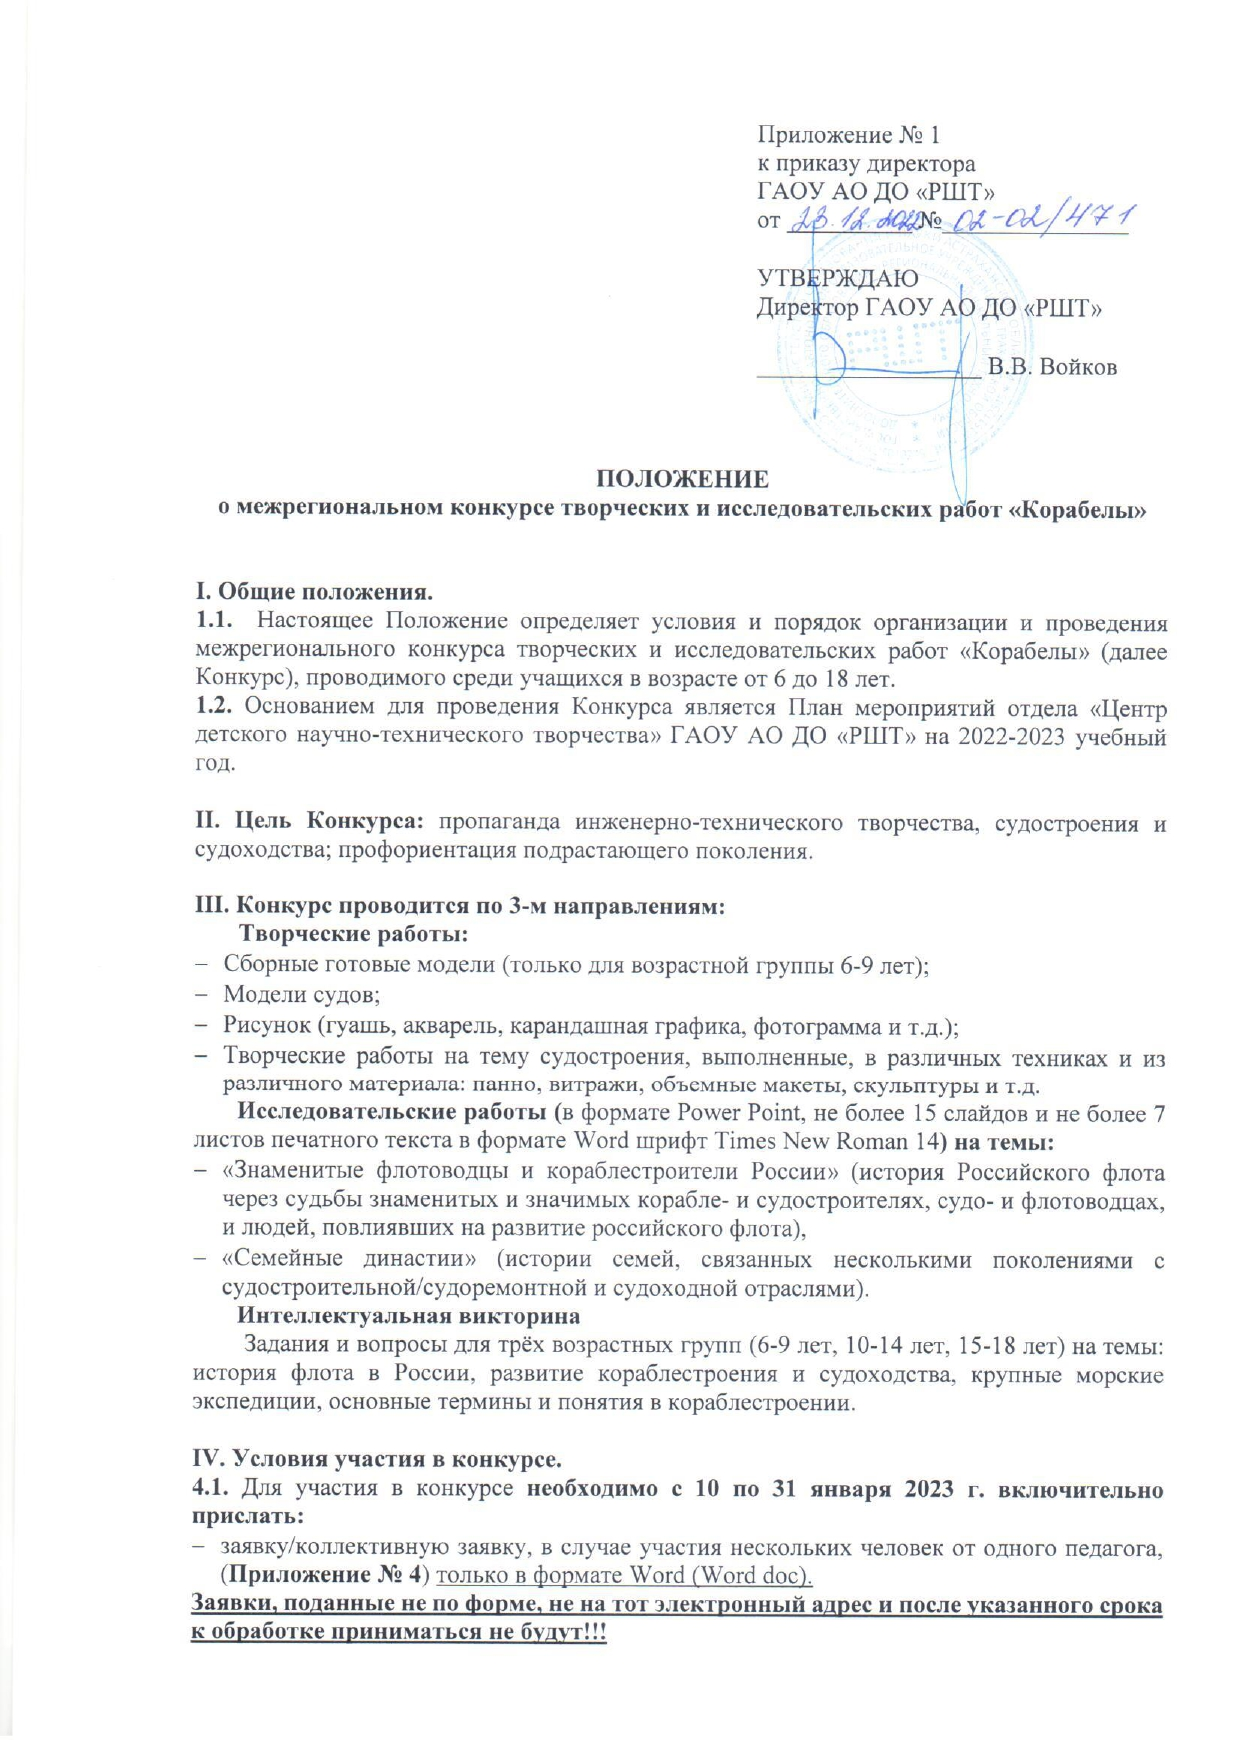 Приложение № 1
к приказу директора
ГАОУ АО ДО «РШТ»
от 23.12.2022 № 02-02/471
УТВЕРЖДАЮ
Директор ГАОУ АО ДО «РШТ»
В.В. Войков
ПОЛОЖЕНИЕ
о межрегиональном конкурсе творческих и исследовательских работ «Корабелы»
I. Общие положения.
1.1. Настоящее Положение определяет условия и порядок организации и проведения
межрегионального конкурса творческих и исследовательских работ «Корабелы» (далее
Конкурс), проводимого среди учащихся в возрасте от 6 до 18 лет.
1.2. Основанием для проведения Конкурса является План мероприятий отдела «Центр
детского научно-технического творчества» ГАОУ АО ДО «РШТ» на 2022-2023 учебный
год.
II. Цель Конкурса: пропаганда инженерно-технического творчества, судостроения и
судоходства; профориентация подрастающего поколения.
III. Конкурс проводится по 3-м направлениям:
Творческие работы:
– Сборные готовые модели (только для возрастной группы 6-9 лет);
– Модели судов;
– Рисунок (гуашь, акварель, карандашная графика, фотограмма и т.д.);
– Творческие работы на тему судостроения, выполненные, в различных техниках и из
различного материала: панно, витражи, объемные макеты, скульптуры и т.д.
Исследовательские работы (в формате Power Point, не более 15 слайдов и не более 7
листов печатного текста в формате Word шрифт Times New Roman 14) на темы:
– «Знаменитые флотоводцы и кораблестроители России» (история Российского флота
через судьбы знаменитых и значимых корабле- и судостроителях, судо- и флотоводцах,
и людей, повлиявших на развитие российского флота),
– «Семейные династии» (истории семей, связанных несколькими поколениями с
судостроительной/судоремонтной и судоходной отраслями).
Интеллектуальная викторина
Задания и вопросы для трёх возрастных групп (6-9 лет, 10-14 лет, 15-18 лет) на темы:
история флота в России, развитие кораблестроения и судоходства, крупные морские
экспедиции, основные термины и понятия в кораблестроении.
IV. Условия участия в конкурсе.
4.1. Для участия в конкурсе необходимо с 10 по 31 января 2023 г. включительно
прислать:
– заявку/коллективную заявку, в случае участия нескольких человек от одного педагога,
(Приложение № 4) только в формате Word (Word doc).
Заявки, поданные не по форме, не на тот электронный адрес и после указанного срока
к обработке приниматься не будут!!!